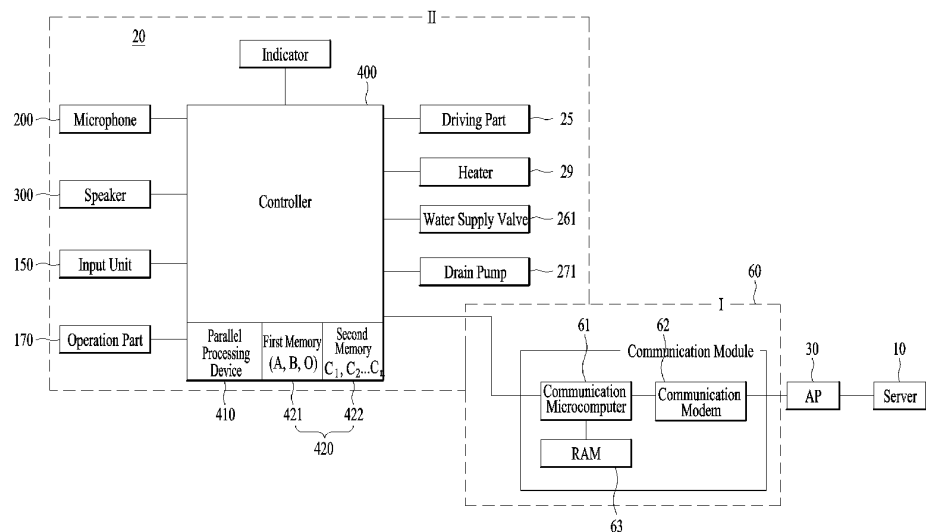 II
20
Indicator
400
200
Microphone
Driving Part
25
Heater
29
300
Speaker
Controller
Water Supply Valve
261
150
Input Unit
Drain Pump
271
60
I
170
Operation Part
Parallel
Processing
Device
First Memory
(A, B, O)
Second
Memory
C₁, C₂...Cₗ
61
62
Communication Module
30
10
410
421
422
420
Communication
Microcomputer
Communication
Modem
AP
Server
RAM
63